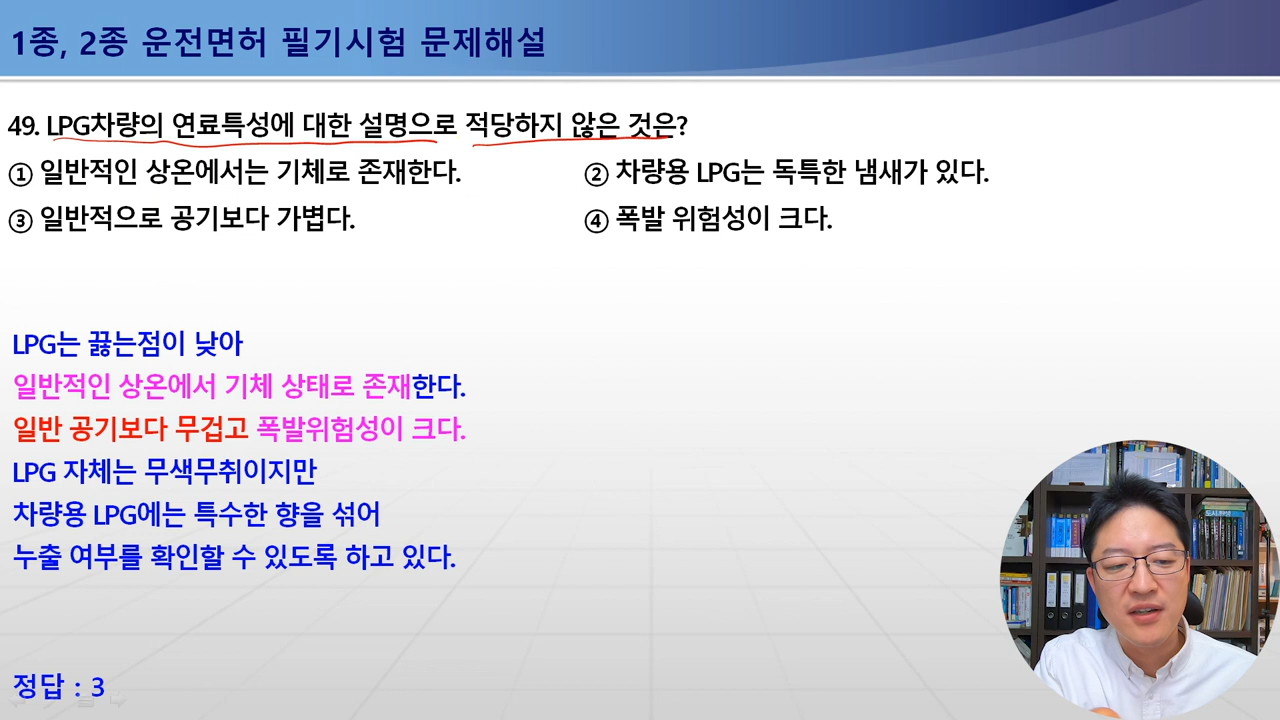 1종, 2종 운전면허 필기시험 문제해설
49. LPG차량의 연료특성에 대한 설명으로 적당하지 않은 것은?
① 일반적인 상온에서는 기체로 존재한다.
② 차량용 LPG는 독특한 냄새가 있다.
③ 일반적으로 공기보다 가볍다.
④ 폭발 위험성이 크다.
LPG는 끓는점이 낮아
일반적인 상온에서 기체 상태로 존재한다.
일반 공기보다 무겁고 폭발위험성이 크다.
LPG 자체는 무색무취이지만
차량용 LPG에는 특수한 향을 섞어
누출 여부를 확인할 수 있도록 하고 있다.
정답 : 3